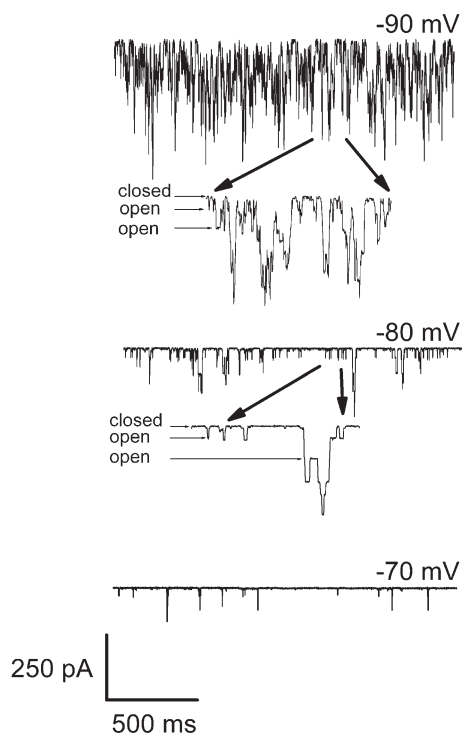 -90 mV
closed
open
open
-80 mV
closed
open
open
-70 mV
250 pA
500 ms